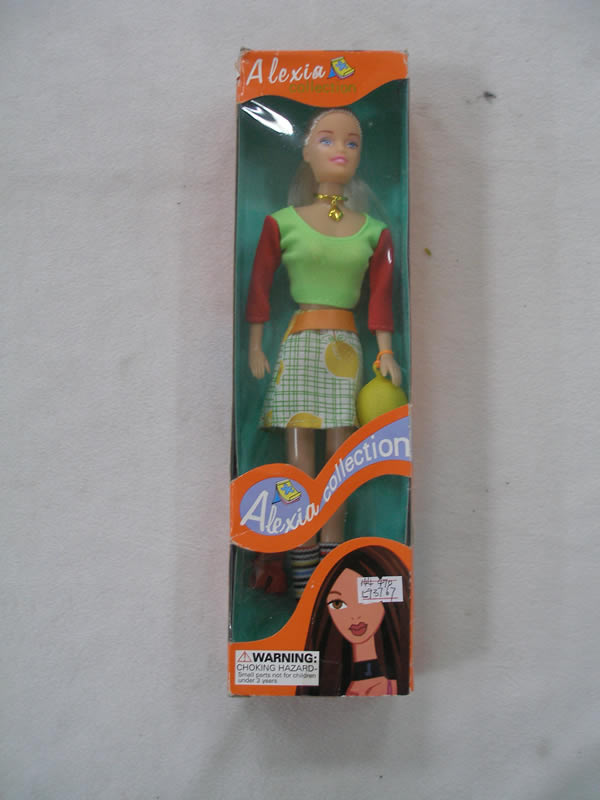 Alexia
collection
Alexia collection
WARNING:
CHOKING HAZARD-
Small parts not for children
under 3 years